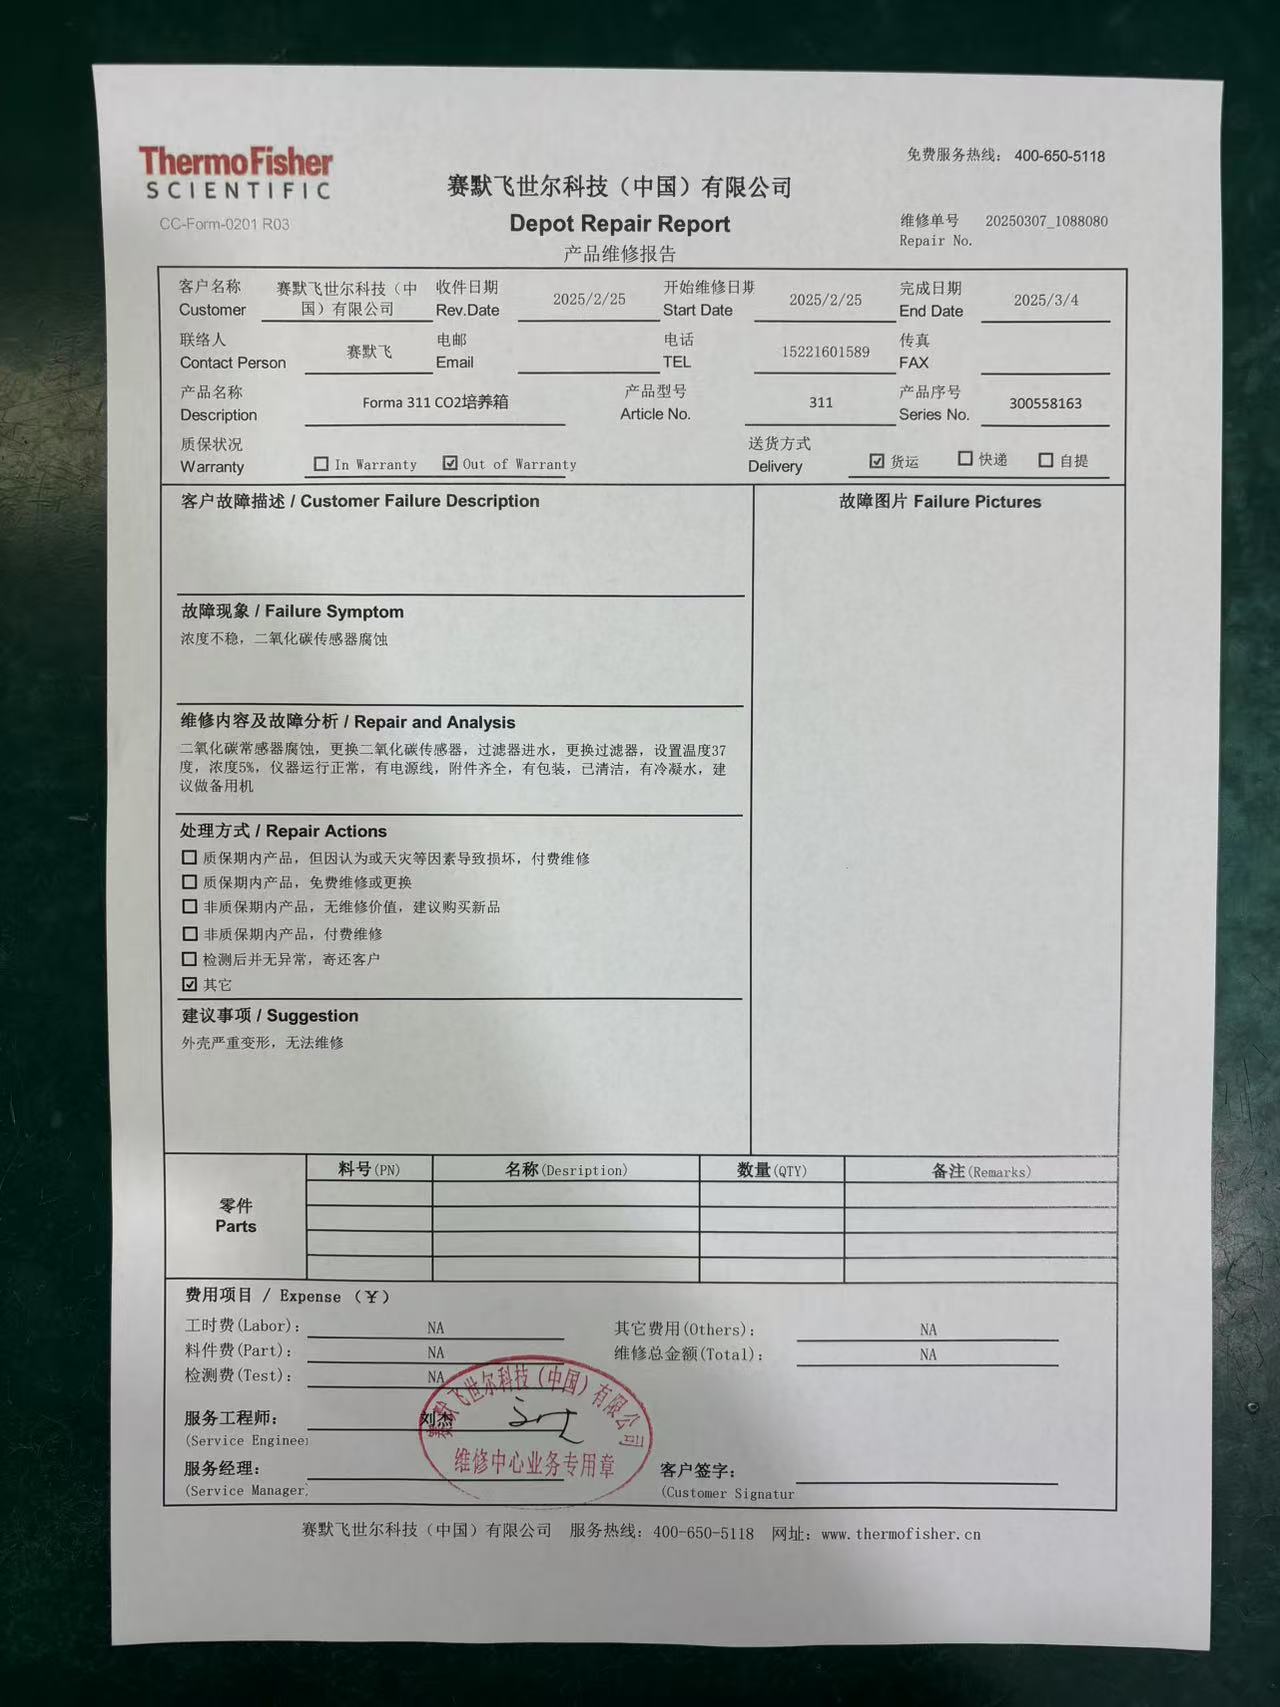 ThermoFisher
SCIENTIFIC
CC-Form-0201 R03
赛默飞世尔科技（中国）有限公司
Depot Repair Report
产品维修报告
免费服务热线： 400-650-5118
维修单号 20250307_1088080
Repair No.
客户名称 赛默飞世尔科技（中国）有限公司 收件日期 2025/2/25 开始维修日期 2025/2/25 完成日期 2025/3/4
Customer Rev.Date Start Date End Date
联络人 赛默飞 电邮 电话 15221601589 传真
Contact Person Email TEL FAX
产品名称 Forma 311 CO2培养箱 产品型号 311 产品序号 300558163
Description Article No. Series No.
质保状况 送货方式
Warranty ☐ In Warranty ☑ Out of Warranty Delivery ☑ 货运 ☐ 快递 ☐ 自提
客户故障描述 / Customer Failure Description
故障图片 Failure Pictures
故障现象 / Failure Symptom
浓度不稳，二氧化碳传感器腐蚀
维修内容及故障分析 / Repair and Analysis
二氧化碳常感器腐蚀，更换二氧化碳传感器，过滤器进水，更换过滤器，设置温度37
度，浓度5%，仪器运行正常，有电源线，附件齐全，有包装，已清洁，有冷凝水，建
议做备用机
处理方式 / Repair Actions
☐ 质保期内产品，但因认为或天灾等因素导致损坏，付费维修
☐ 质保期内产品，免费维修或更换
☐ 非质保期内产品，无维修价值，建议购买新品
☐ 非质保期内产品，付费维修
☐ 检测后并无异常，寄还客户
☑ 其它
建议事项 / Suggestion
外壳严重变形，无法维修
零件
Parts
料号(PN) 名称(Desription) 数量(QTY) 备注(Remarks)
费用项目 / Expense （￥）
工时费(Labor)： NA 其它费用(Others)： NA
料件费(Part)： NA 维修总金额(Total)： NA
检测费(Test)： NA
服务工程师： 刘杰
(Service Engineer
服务经理： 客户签字：
(Service Manager) (Customer Signatur
赛默飞世尔科技（中国）有限公司
维修中心业务专用章
赛默飞世尔科技（中国）有限公司 服务热线：400-650-5118 网址：www.thermofisher.cn